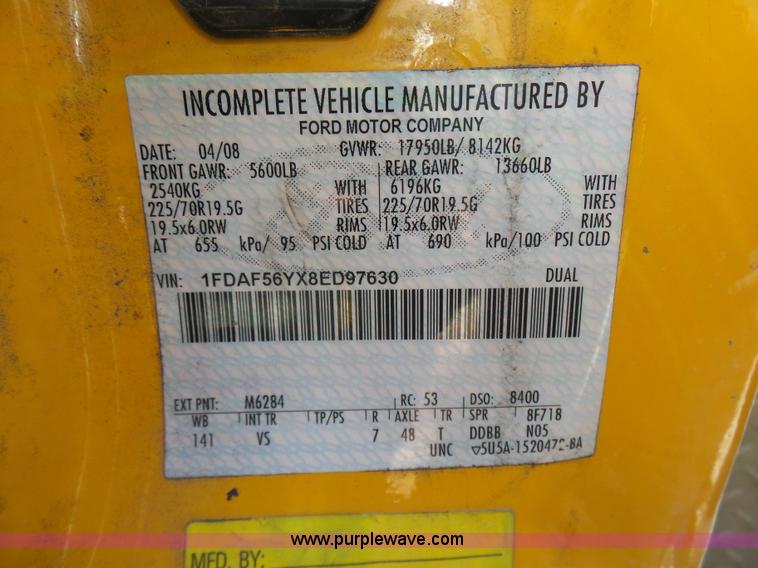 INCOMPLETE VEHICLE MANUFACTURED BY
FORD MOTOR COMPANY
DATE: 04/08 GVWR: 17950LB/ 8142KG
FRONT GAWR: 5600LB REAR GAWR: 13660LB
2540KG WITH 6196KG WITH
225/70R19.5G TIRES 225/70R19.5G TIRES
19.5x6.0RW RIMS 19.5x6.0RW RIMS
AT 655 kPa/ 95 PSI COLD AT 690 kPa/100 PSI COLD
VIN: 1FDAF56YX8ED97630 DUAL
EXT PNT: M6284 RC: 53 DSO: 8400
WB INT TR TP/PS R AXLE TR SPR 8F718
141 VS 7 48 T DDBB N05
UNC ▽5U5A-1520472-BA
www.purplewave.com
MFD. BY: